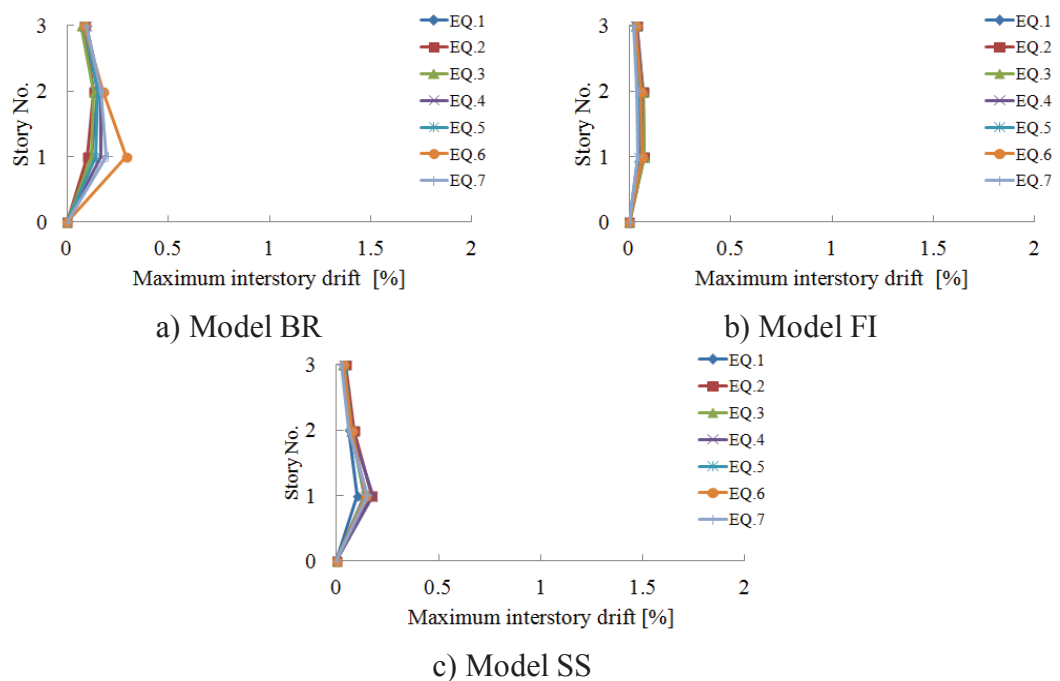 3
2
1
0
Story No.
0 0.5 1 1.5 2
Maximum interstory drift [%]
EQ.1
EQ.2
EQ.3
EQ.4
EQ.5
EQ.6
EQ.7
a) Model BR
3
2
1
0
Story No.
0 0.5 1 1.5 2
Maximum interstory drift [%]
EQ.1
EQ.2
EQ.3
EQ.4
EQ.5
EQ.6
EQ.7
b) Model FI
3
2
1
0
Story No.
0 0.5 1 1.5 2
Maximum interstory drift [%]
EQ.1
EQ.2
EQ.3
EQ.4
EQ.5
EQ.6
EQ.7
c) Model SS